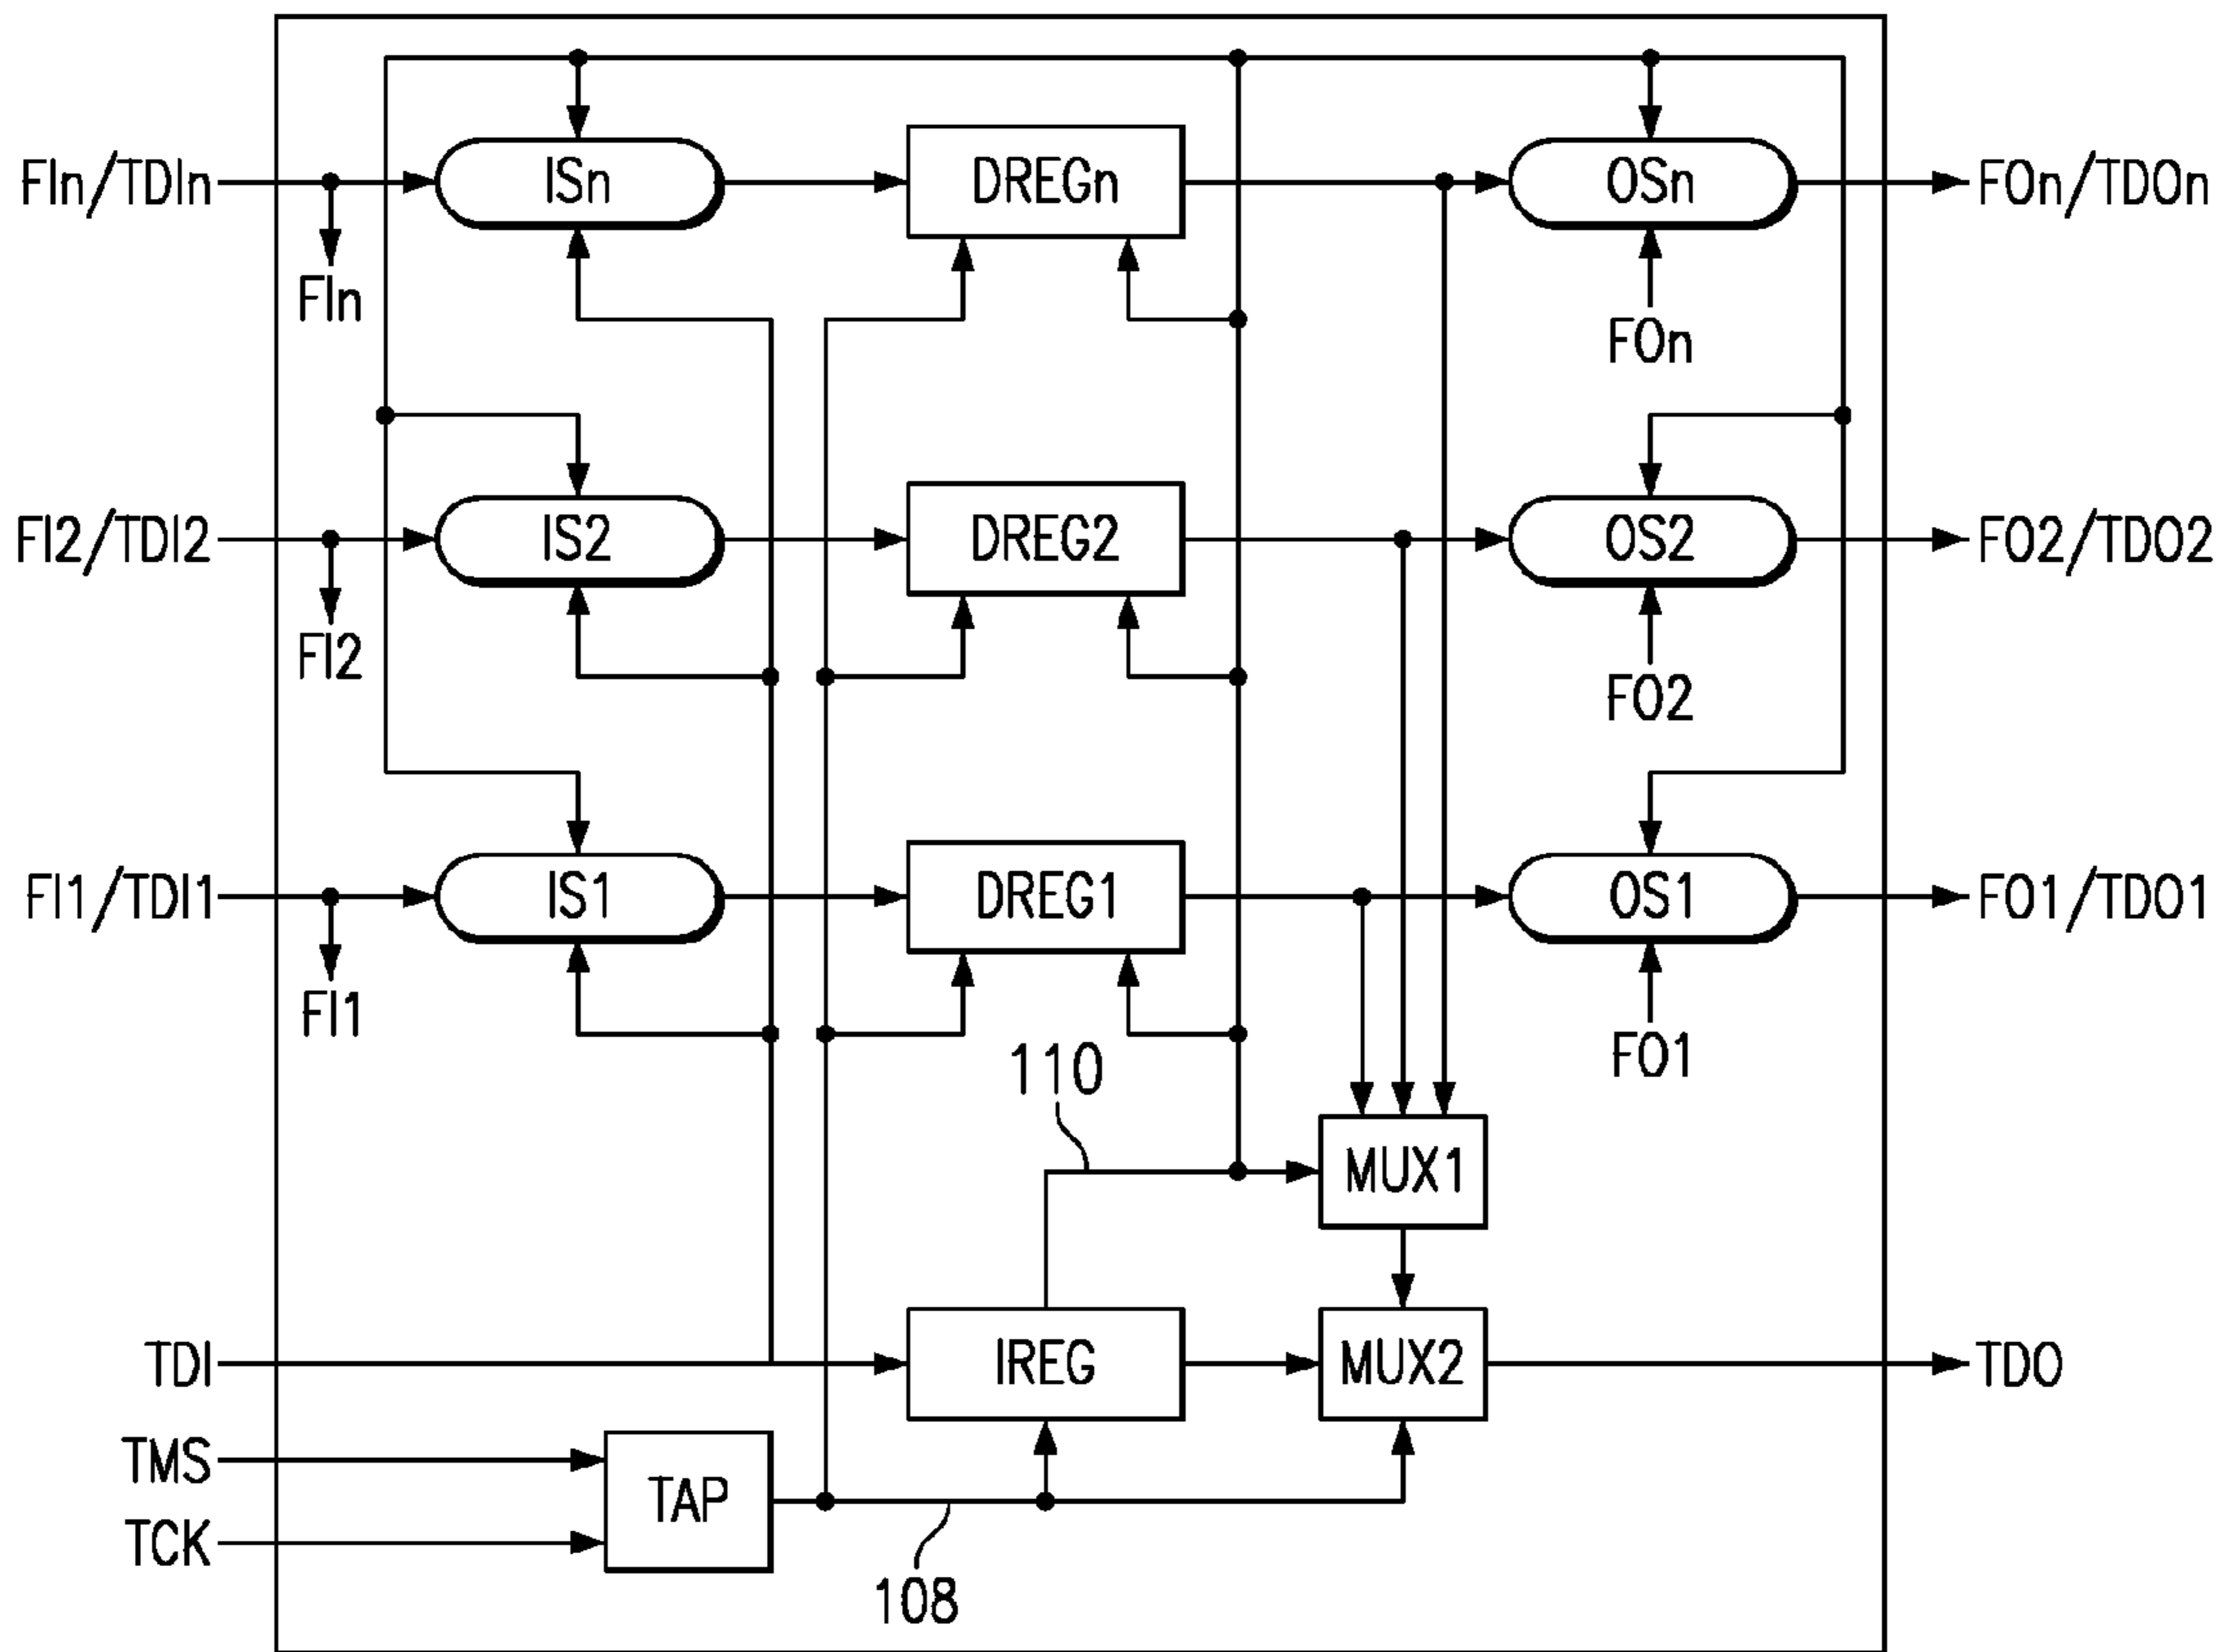 FIn/TDIn
ISn
DREGn
OSn
FOn/TDOn
FIn
FOn
FI2/TDI2
IS2
DREG2
OS2
FO2/TDO2
FI2
FO2
FI1/TDI1
IS1
DREG1
OS1
FO1/TDO1
FI1
FO1
110
MUX1
TDI
IREG
MUX2
TDO
TMS
TAP
TCK
108